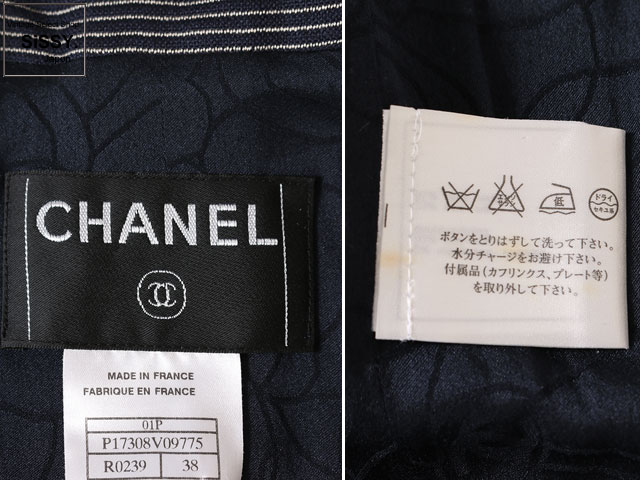 SISSY
CHANEL
MADE IN FRANCE
FABRIQUE EN FRANCE
01P
P17308V09775
R0239 38
低
ドライ
セキユ系
ボタンをとりはずして洗って下さい。
水分チャージをお避け下さい。
付属品(カフリンクス、プレート等)
を取り外して下さい。